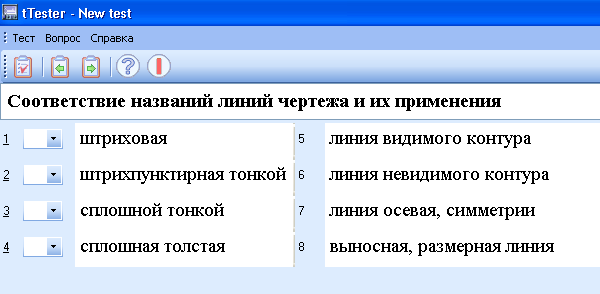 tTester - New test
Тест Вопрос Справка
Соответствие названий линий чертежа и их применения
1 штриховая 5 линия видимого контура
2 штрихпунктирная тонкой 6 линия невидимого контура
3 сплошной тонкой 7 линия осевая, симметрии
4 сплошная толстая 8 выносная, размерная линия